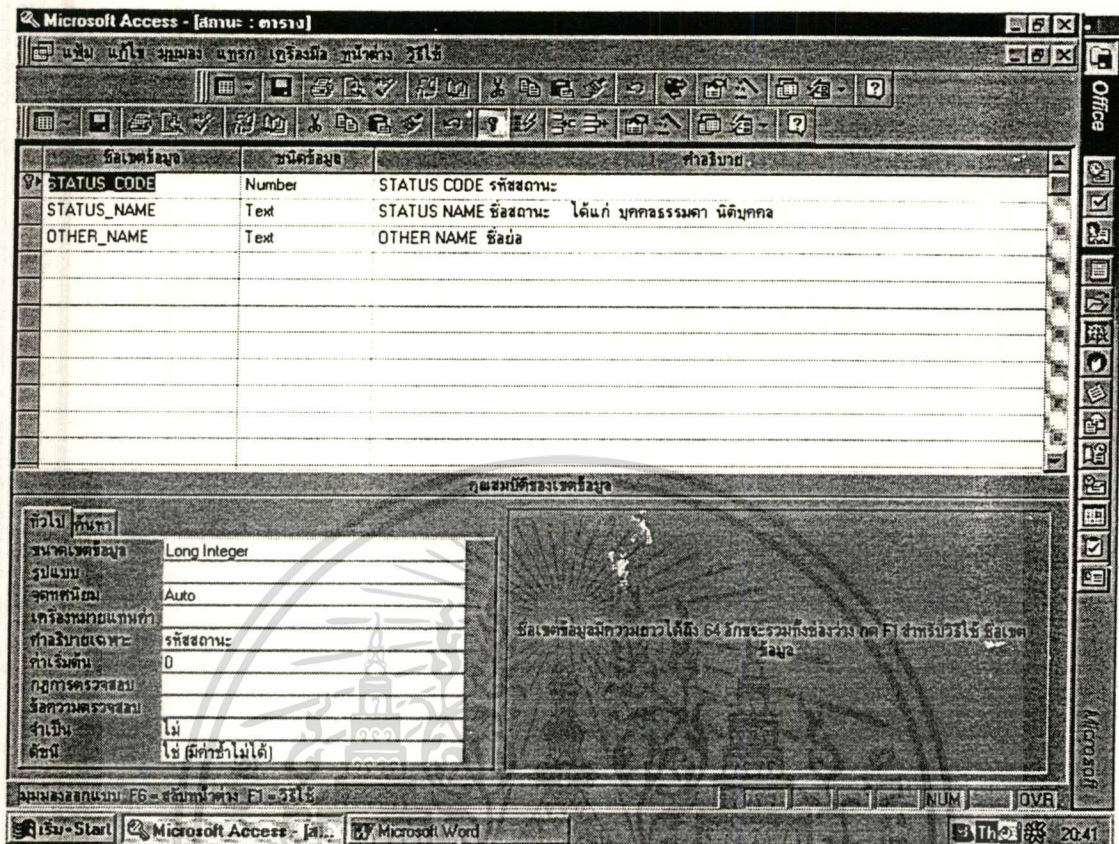 Microsoft Access - [สถานะ : ตาราง]
แฟ้ม แก้ไข มุมมอง แทรก เครื่องมือ หน้าต่าง วิธีใช้
Office
ชื่อเขตข้อมูล ชนิดข้อมูล คำอธิบาย
STATUS_CODE Number STATUS CODE รหัสสถานะ
STATUS_NAME Text STATUS NAME ชื่อสถานะ ได้แก่ บุคคลธรรมดา นิติบุคคล
OTHER_NAME Text OTHER NAME ชื่อย่อ
คุณสมบัติของเขตข้อมูล
ทั่วไป ค้นหา
ขนาดเขตข้อมูล Long Integer
รูปแบบ
จุดทศนิยม Auto
เครื่องหมายแทนค่า
คำอธิบายเฉพาะ รหัสสถานะ
ค่าเริ่มต้น 0
กฎการตรวจสอบ
ข้อความตรวจสอบ
จำเป็น ไม่
ดัชนี ใช่ (มีค่าซ้ำไม่ได้)
ชื่อเขตข้อมูลมีความยาวได้ถึง 64 อักขระรวมทั้งช่องว่าง กด F1 สำหรับวิธีใช้ ชื่อเขต
ข้อมูล
Microsoft
มุมมองออกแบบ F6 = สลับหน้าต่าง F1 = วิธีใช้ NUM OVR
เริ่ม-Start Microsoft Access - [ส... Microsoft Word Th 20:41